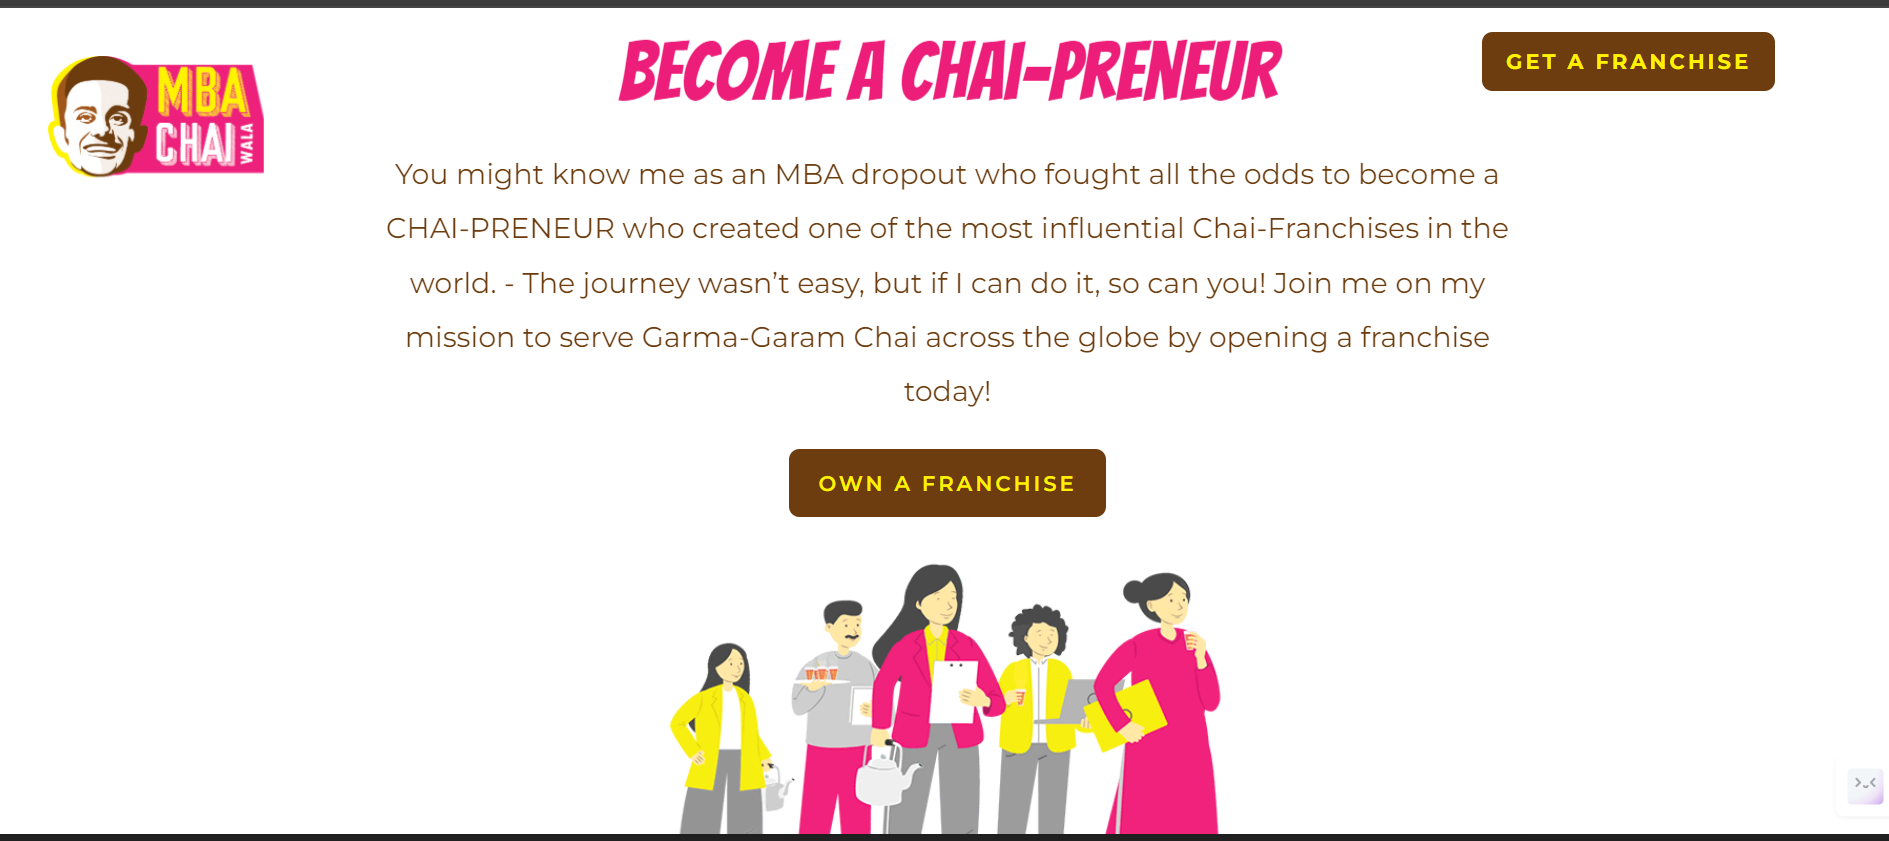 MBA
CHAI
WALA
BECOME A CHAI-PRENEUR
GET A FRANCHISE
You might know me as an MBA dropout who fought all the odds to become a
CHAI-PRENEUR who created one of the most influential Chai-Franchises in the
world. - The journey wasn’t easy, but if I can do it, so can you! Join me on my
mission to serve Garma-Garam Chai across the globe by opening a franchise
today!
OWN A FRANCHISE